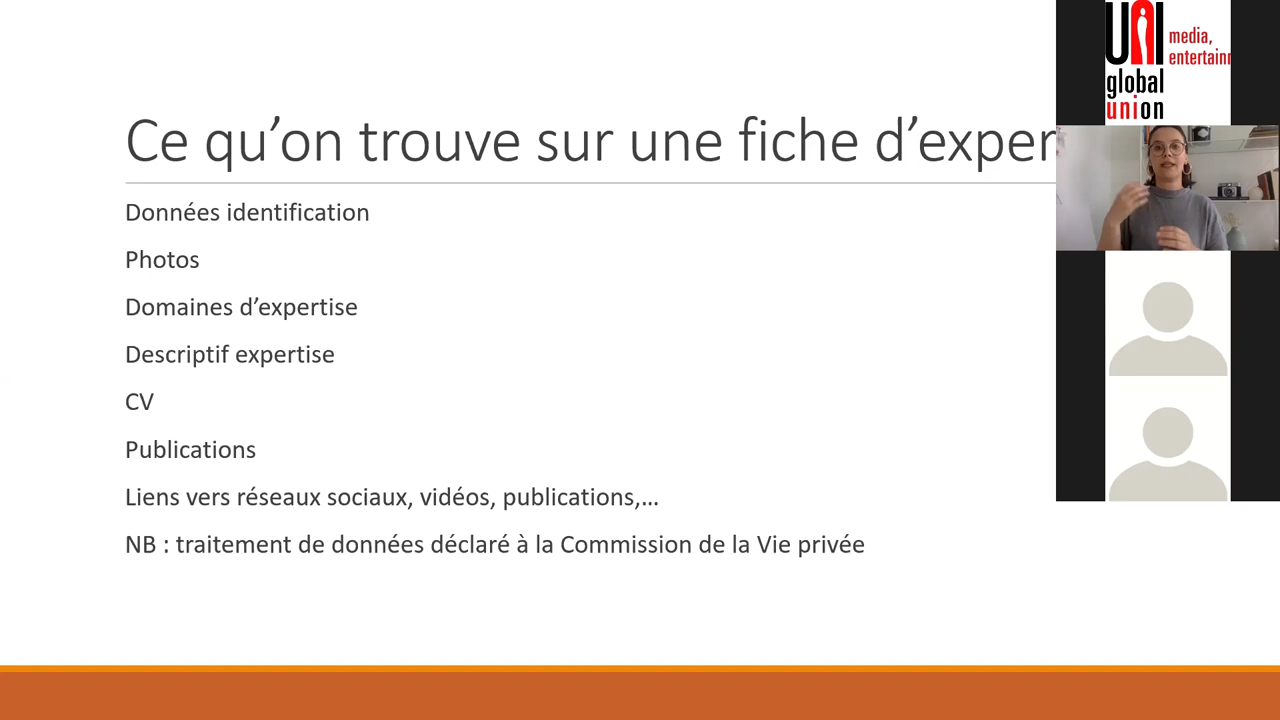 Ce qu’on trouve sur une fiche d’exper
Données identification
Photos
Domaines d’expertise
Descriptif expertise
CV
Publications
Liens vers réseaux sociaux, vidéos, publications,...
NB : traitement de données déclaré à la Commission de la Vie privée
UNI
global
union
media,
entertainm